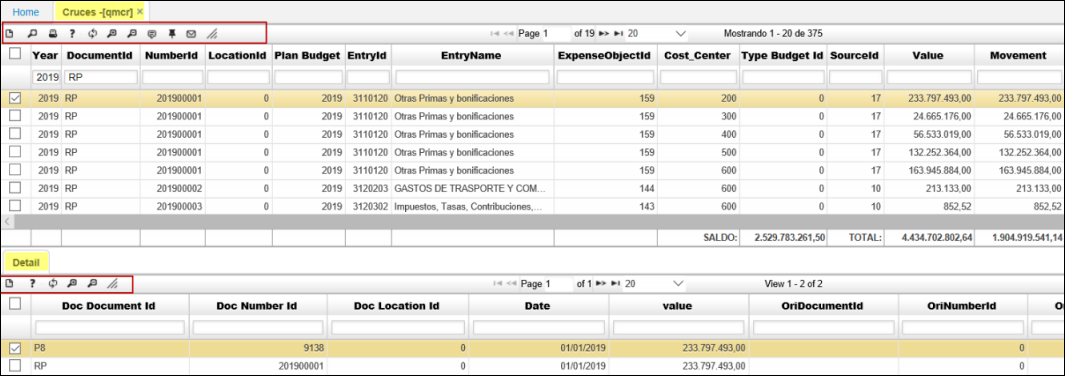 Home Cruces -[qmcr] ×
? Page 1 of 19 20 Mostrando 1 - 20 de 375
Year DocumentId NumberId LocationId Plan Budget EntryId EntryName ExpenseObjectId Cost_Center Type Budget Id SourceId Value Movement
2019 RP
2019 RP 201900001 0 2019 3110120 Otras Primas y bonificaciones 159 200 0 17 233.797.493,00 233.797.493,00
2019 RP 201900001 0 2019 3110120 Otras Primas y bonificaciones 159 300 0 17 24.665.176,00 24.665.176,00
2019 RP 201900001 0 2019 3110120 Otras Primas y bonificaciones 159 400 0 17 56.533.019,00 56.533.019,00
2019 RP 201900001 0 2019 3110120 Otras Primas y bonificaciones 159 500 0 17 132.252.364,00 132.252.364,00
2019 RP 201900001 0 2019 3110120 Otras Primas y bonificaciones 159 600 0 17 163.945.884,00 163.945.884,00
2019 RP 201900002 0 2019 3120203 GASTOS DE TRASPORTE Y COM... 144 600 0 10 213.133,00 213.133,00
2019 RP 201900003 0 2019 3120302 Impuestos, Tasas, Contribuciones,... 143 600 0 10 852,52 852,52
SALDO: 2.529.783.261,50 TOTAL: 4.434.702.802,64 1.904.919.541,14
Detail
? Page 1 of 1 20 View 1 - 2 of 2
Doc Document Id Doc Number Id Doc Location Id Date value OriDocumentId OriNumberId O
P8 9138 0 01/01/2019 233.797.493,00 0
RP 201900001 0 01/01/2019 233.797.493,00 0